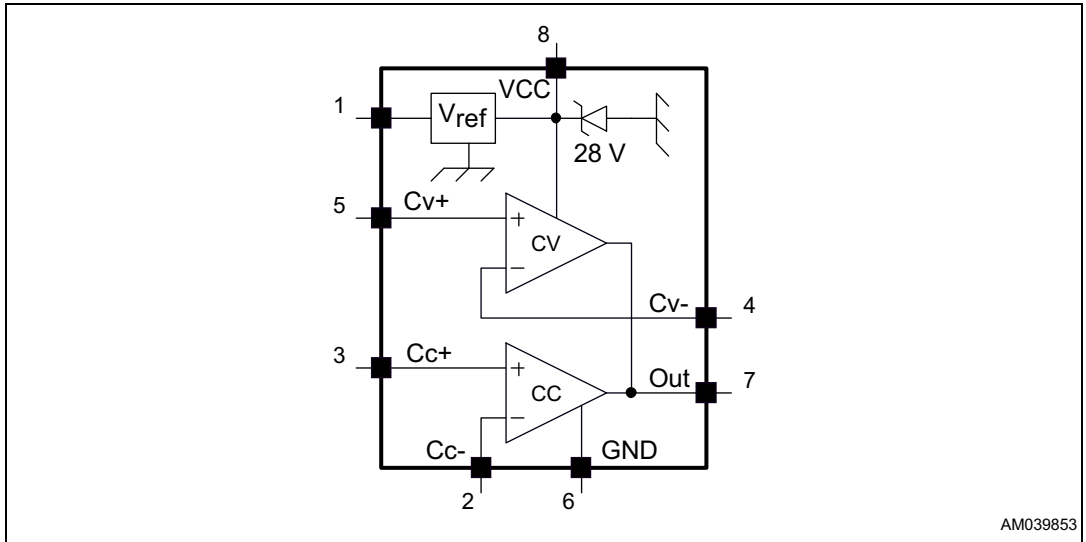 8
VCC
1
Vref
28 V
5
Cv+
+
CV
−
Cv-
4
3
Cc+
+
CC
−
Out
7
Cc-
GND
2
6
AM039853